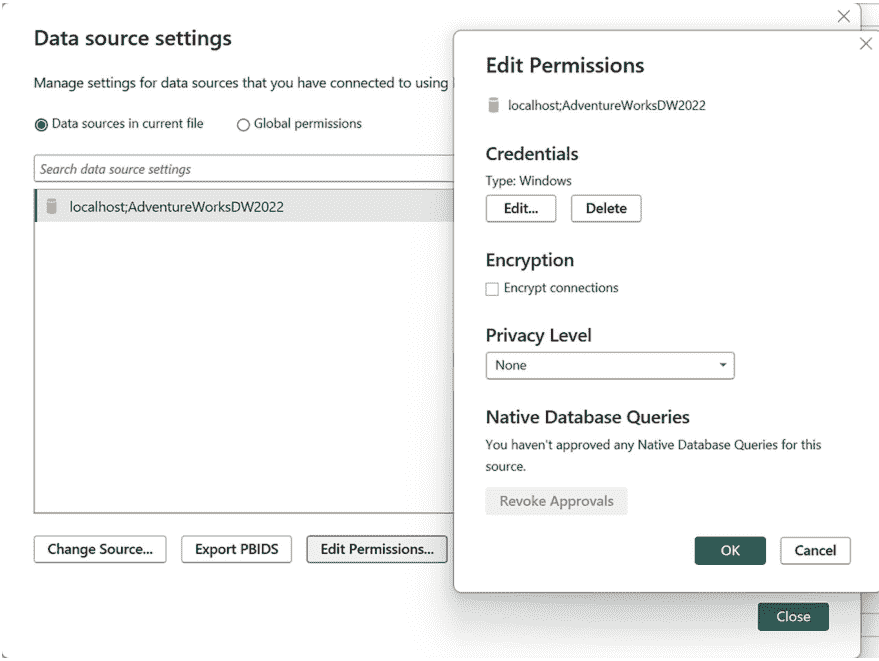 Data source settings
Manage settings for data sources that you have connected to using
Data sources in current file
Global permissions
Search data source settings
localhost;AdventureWorksDW2022
Change Source...
Export PBIDS
Edit Permissions...
Edit Permissions
localhost;AdventureWorksDW2022
Credentials
Type: Windows
Edit...
Delete
Encryption
Encrypt connections
Privacy Level
None
Native Database Queries
You haven't approved any Native Database Queries for this
source.
Revoke Approvals
OK
Cancel
Close